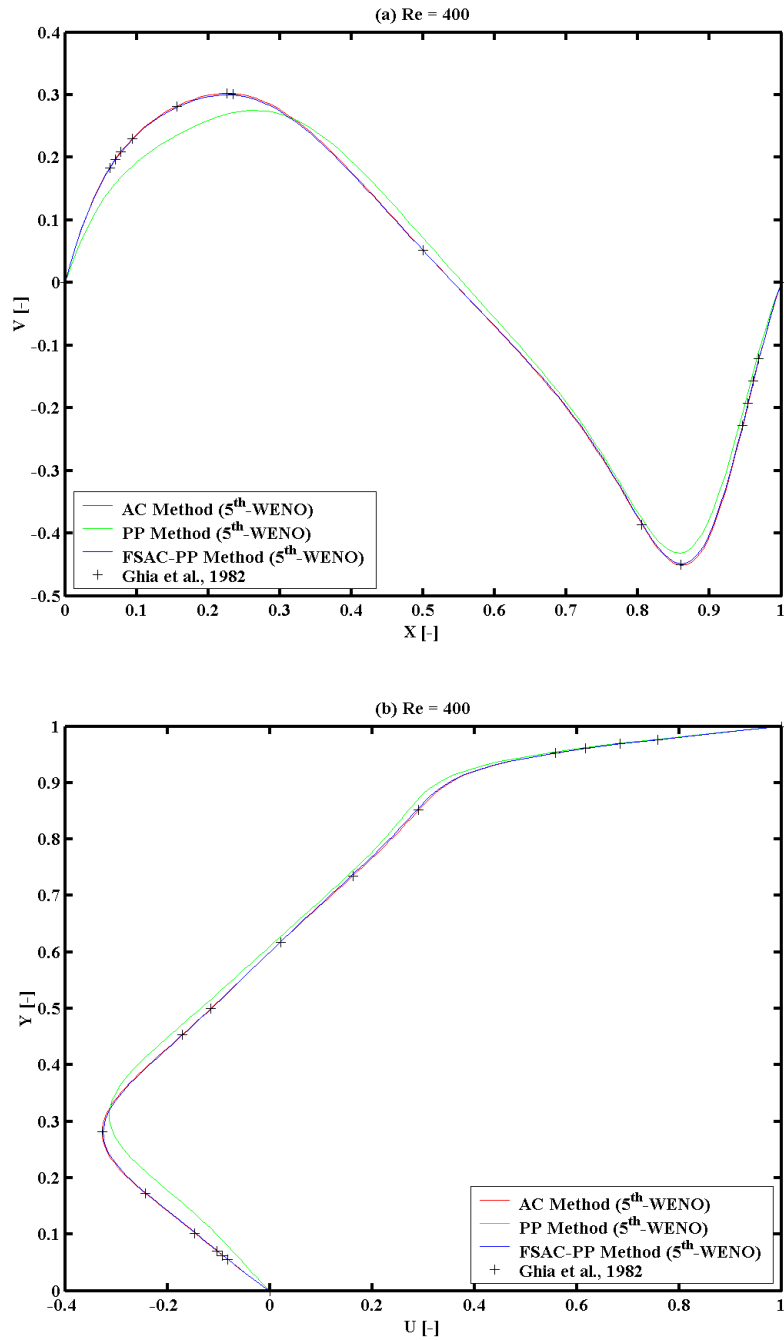 (a) Re = 400
0.4
0.3
0.2
0.1
0
-0.1
-0.2
-0.3
-0.4
-0.5
V [-]
AC Method (5th-WENO)
PP Method (5th-WENO)
FSAC-PP Method (5th-WENO)
Ghia et al., 1982
0 0.1 0.2 0.3 0.4 0.5 0.6 0.7 0.8 0.9 1
X [-]
(b) Re = 400
1
0.9
0.8
0.7
0.6
0.5
0.4
0.3
0.2
0.1
0
Y [-]
AC Method (5th-WENO)
PP Method (5th-WENO)
FSAC-PP Method (5th-WENO)
Ghia et al., 1982
-0.4 -0.2 0 0.2 0.4 0.6 0.8 1
U [-]